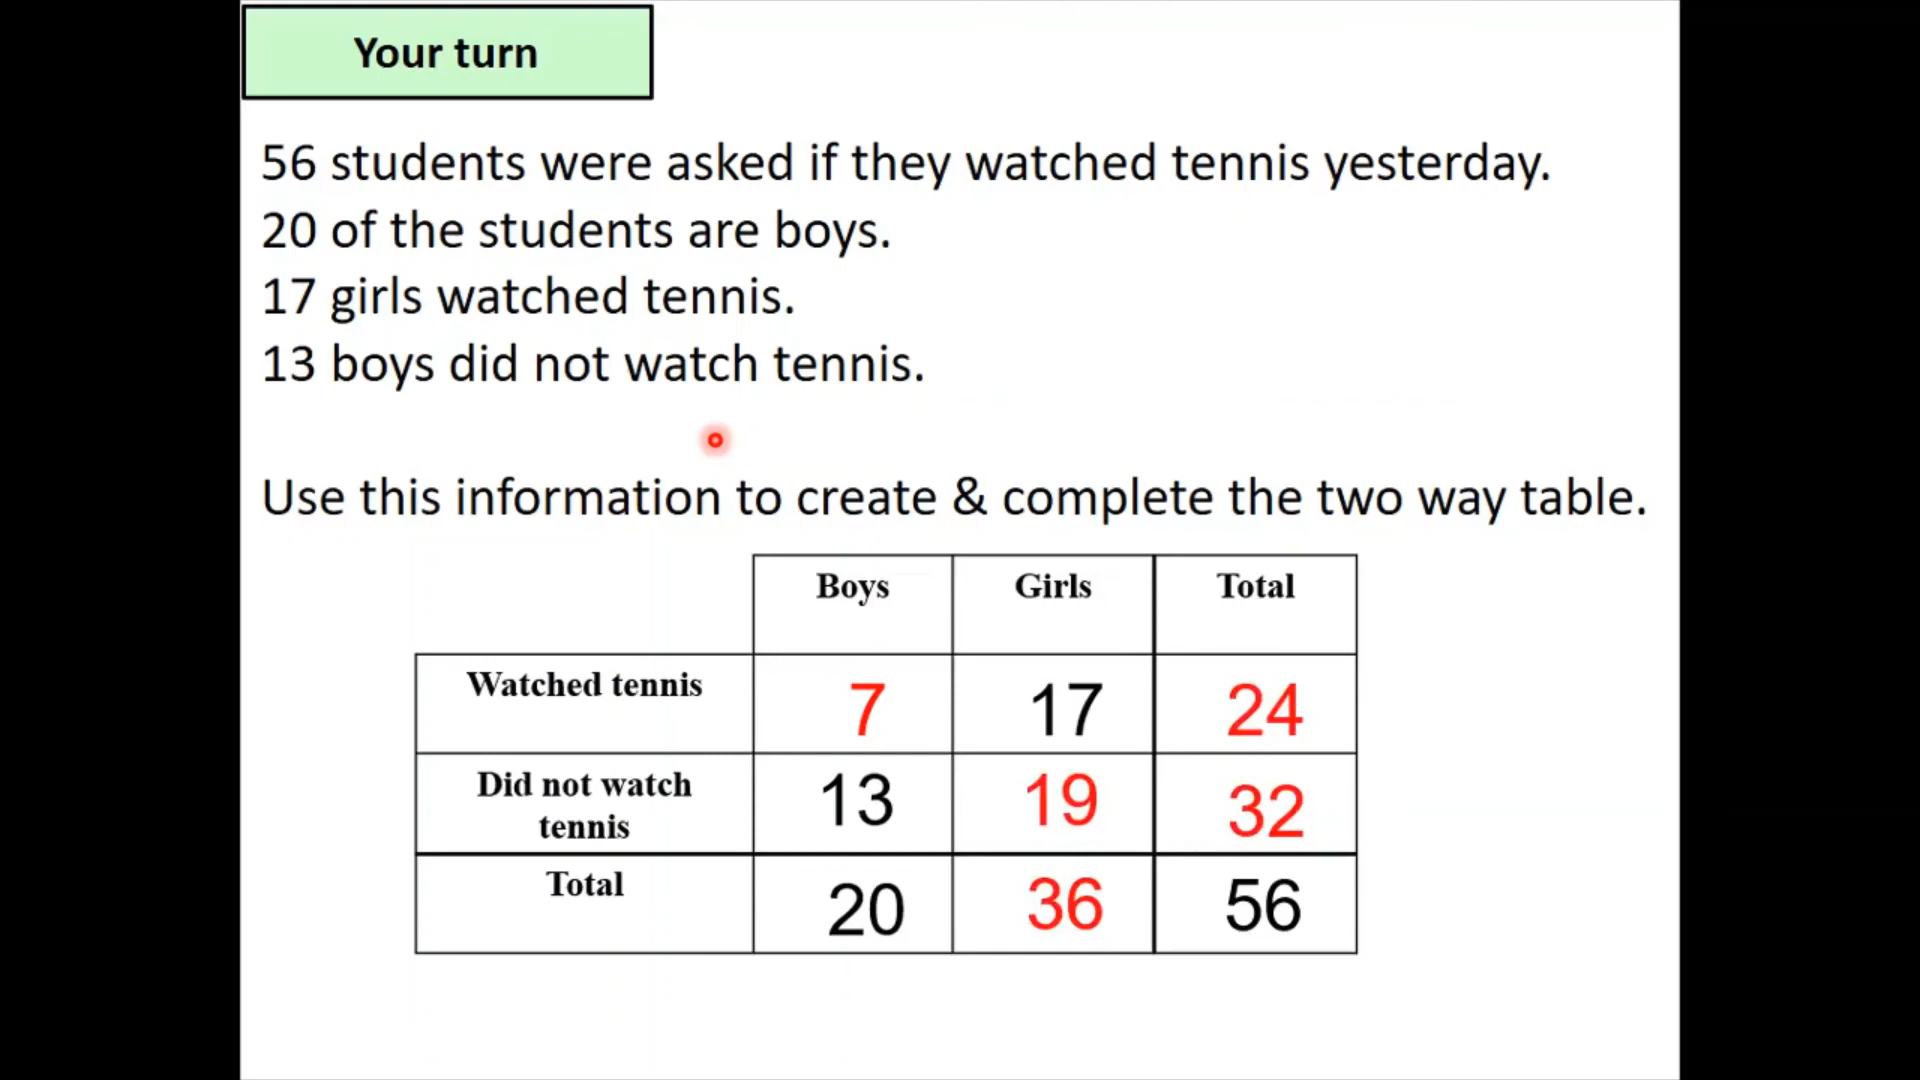 Your turn
56 students were asked if they watched tennis yesterday.
20 of the students are boys.
17 girls watched tennis.
13 boys did not watch tennis.
Use this information to create & complete the two way table.
Boys Girls Total
Watched tennis 7 17 24
Did not watch
tennis 13 19 32
Total 20 36 56